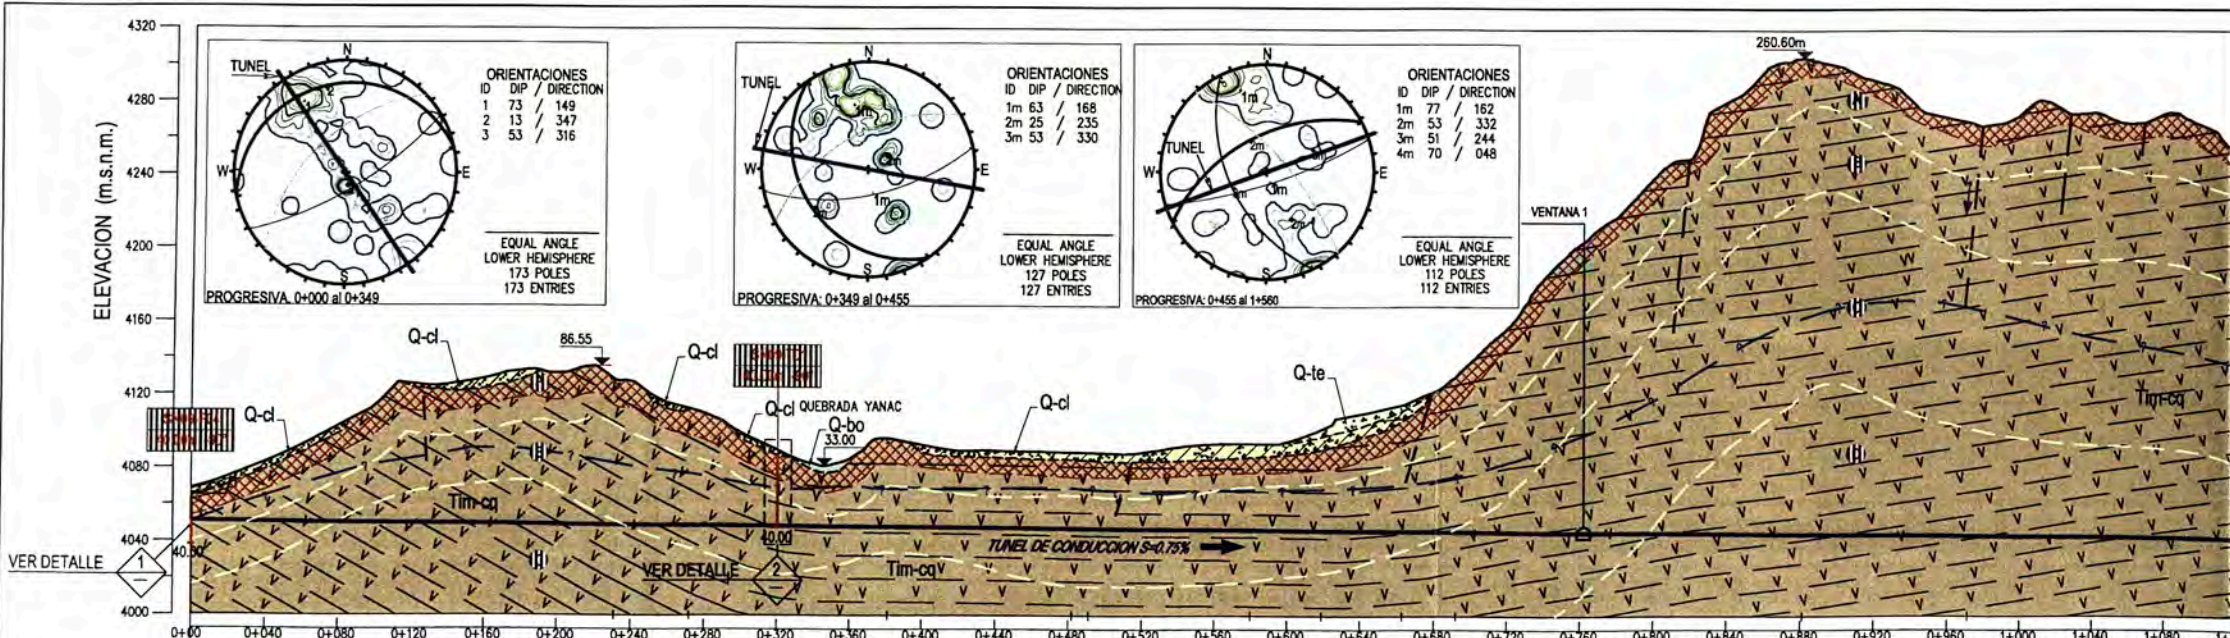 4320
4280
4240
4200
4160
4120
4080
4040
4000
ELEVACION (m.s.n.m.)
TUNEL
N
W
E
S
ORIENTACIONES
ID DIP / DIRECTION
1 73 / 149
2 13 / 347
3 53 / 316
EQUAL ANGLE
LOWER HEMISPHERE
173 POLES
173 ENTRIES
PROGRESIVA. 0+000 al 0+349
TUNEL
N
W
E
S
1m
ORIENTACIONES
ID DIP / DIRECTION
1m 63 / 168
2m 25 / 235
3m 53 / 330
EQUAL ANGLE
LOWER HEMISPHERE
127 POLES
127 ENTRIES
PROGRESIVA: 0+349 al 0+455
TUNEL
N
W
E
S
1m
2m
ORIENTACIONES
ID DIP / DIRECTION
1m 77 / 162
2m 53 / 332
3m 51 / 244
4m 70 / 048
EQUAL ANGLE
LOWER HEMISPHERE
112 POLES
112 ENTRIES
PROGRESIVA: 0+455 al 1+560
260.60m
VENTANA 1
Q-cl
86.55
Q-cl
Q-cl
Q-cl
QUEBRADA YANAC
Q-bo
33.00
Q-cl
Q-te
Tim-cq
Tim-cq
Tim-cq
40.00
TUNEL DE CONDUCCION S=0.75%
VER DETALLE
1
VER DETALLE
2
0+00 0+040 0+080 0+120 0+160 0+200 0+240 0+280 0+320 0+360 0+400 0+440 0+480 0+520 0+560 0+600 0+640 0+680 0+720 0+760 0+800 0+840 0+880 0+920 0+960 1+000 1+040 1+080